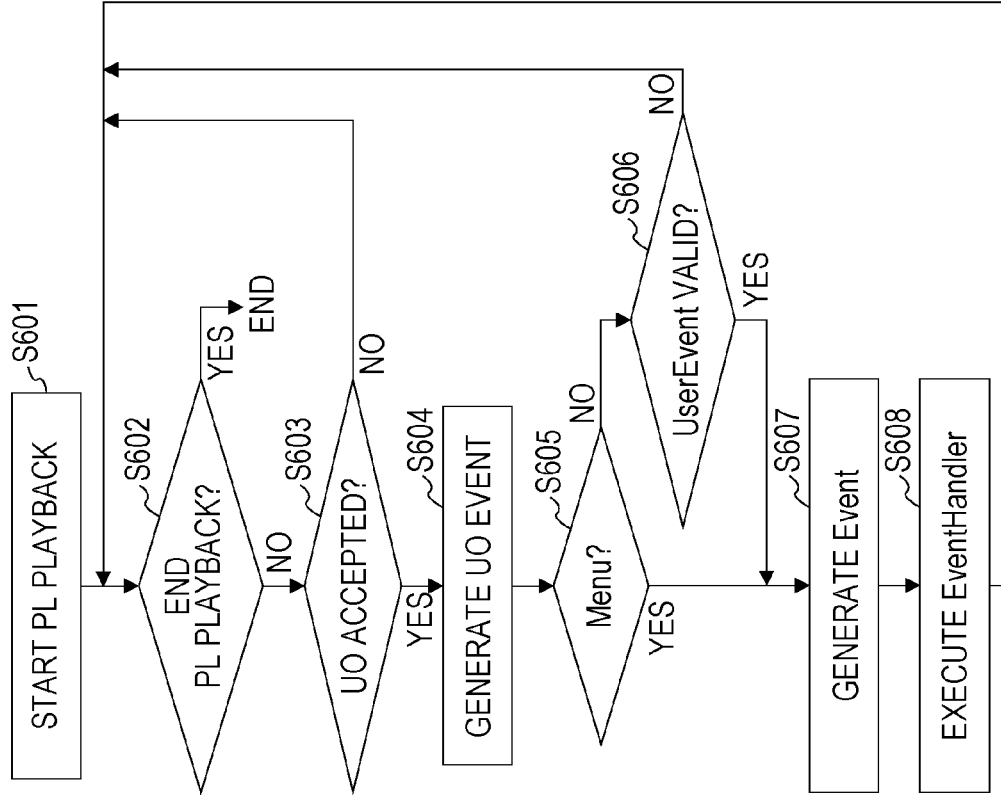 START PL PLAYBACK
S601
END
PL PLAYBACK?
S602
YES
END
NO
UO ACCEPTED?
S603
NO
YES
GENERATE UO EVENT
S604
Menu?
S605
NO
YES
UserEvent VALID?
S606
NO
YES
GENERATE Event
S607
EXECUTE EventHandler
S608